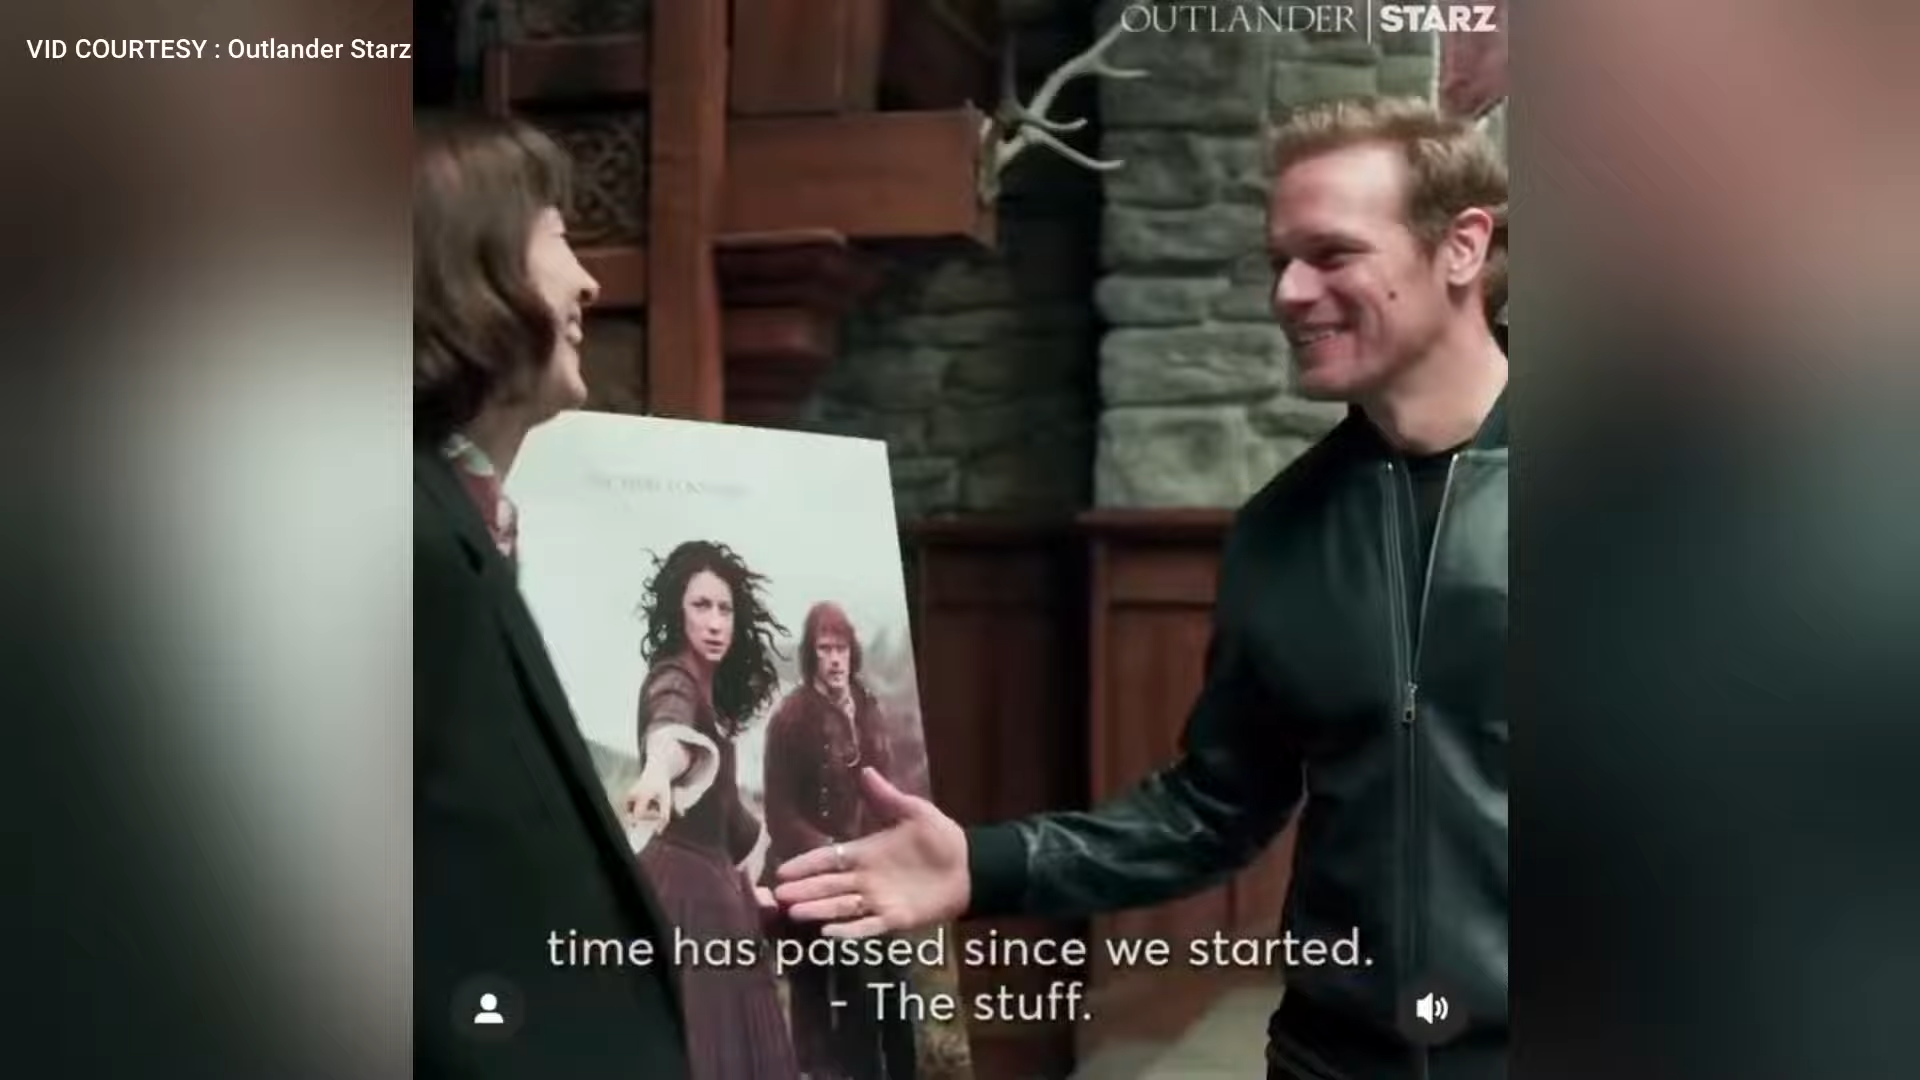 OUTLANDER | STARZ
VID COURTESY : Outlander Starz
time has passed since we started.
- The stuff.